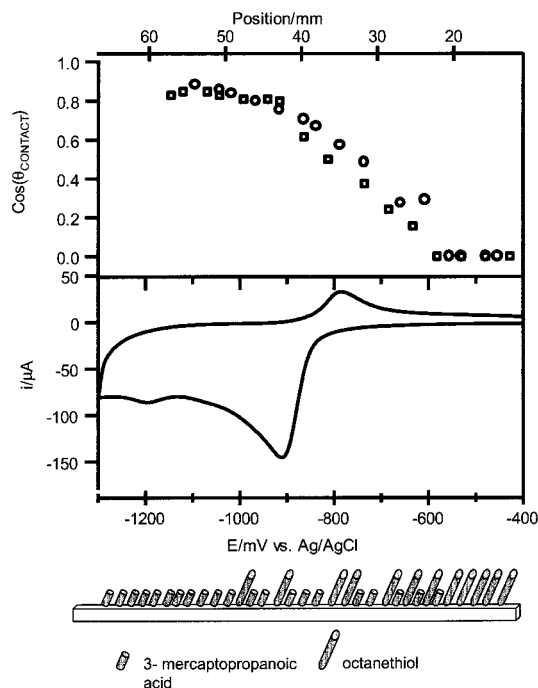 Position/mm
60 50 40 30 20
1.0
0.8
0.6
0.4
0.2
0.0
Cos(θCONTACT)
50
0
-50
-100
-150
i/µA
-1200 -1000 -800 -600 -400
E/mV vs. Ag/AgCl
3- mercaptopropanoic
acid
octanethiol